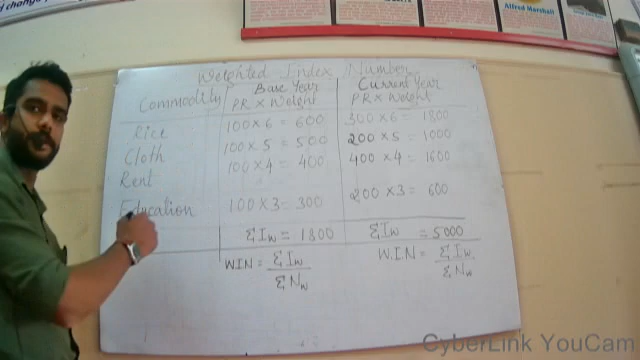 Alfred Marshall
Weighted Index Number
Commodity
Base Year
PR × Weight
Current Year
PR × Weight
Rice 100 × 6 = 600 300 × 6 = 1800
Cloth 100 × 5 = 500 200 × 5 = 1000
Rent 100 × 4 = 400 400 × 4 = 1600
Education 100 × 3 = 300 200 × 3 = 600
ΣIw = 1800 ΣIw = 5000
WIN = ΣIw / ΣNw W.I.N = ΣIw / ΣNw
CyberLink YouCam